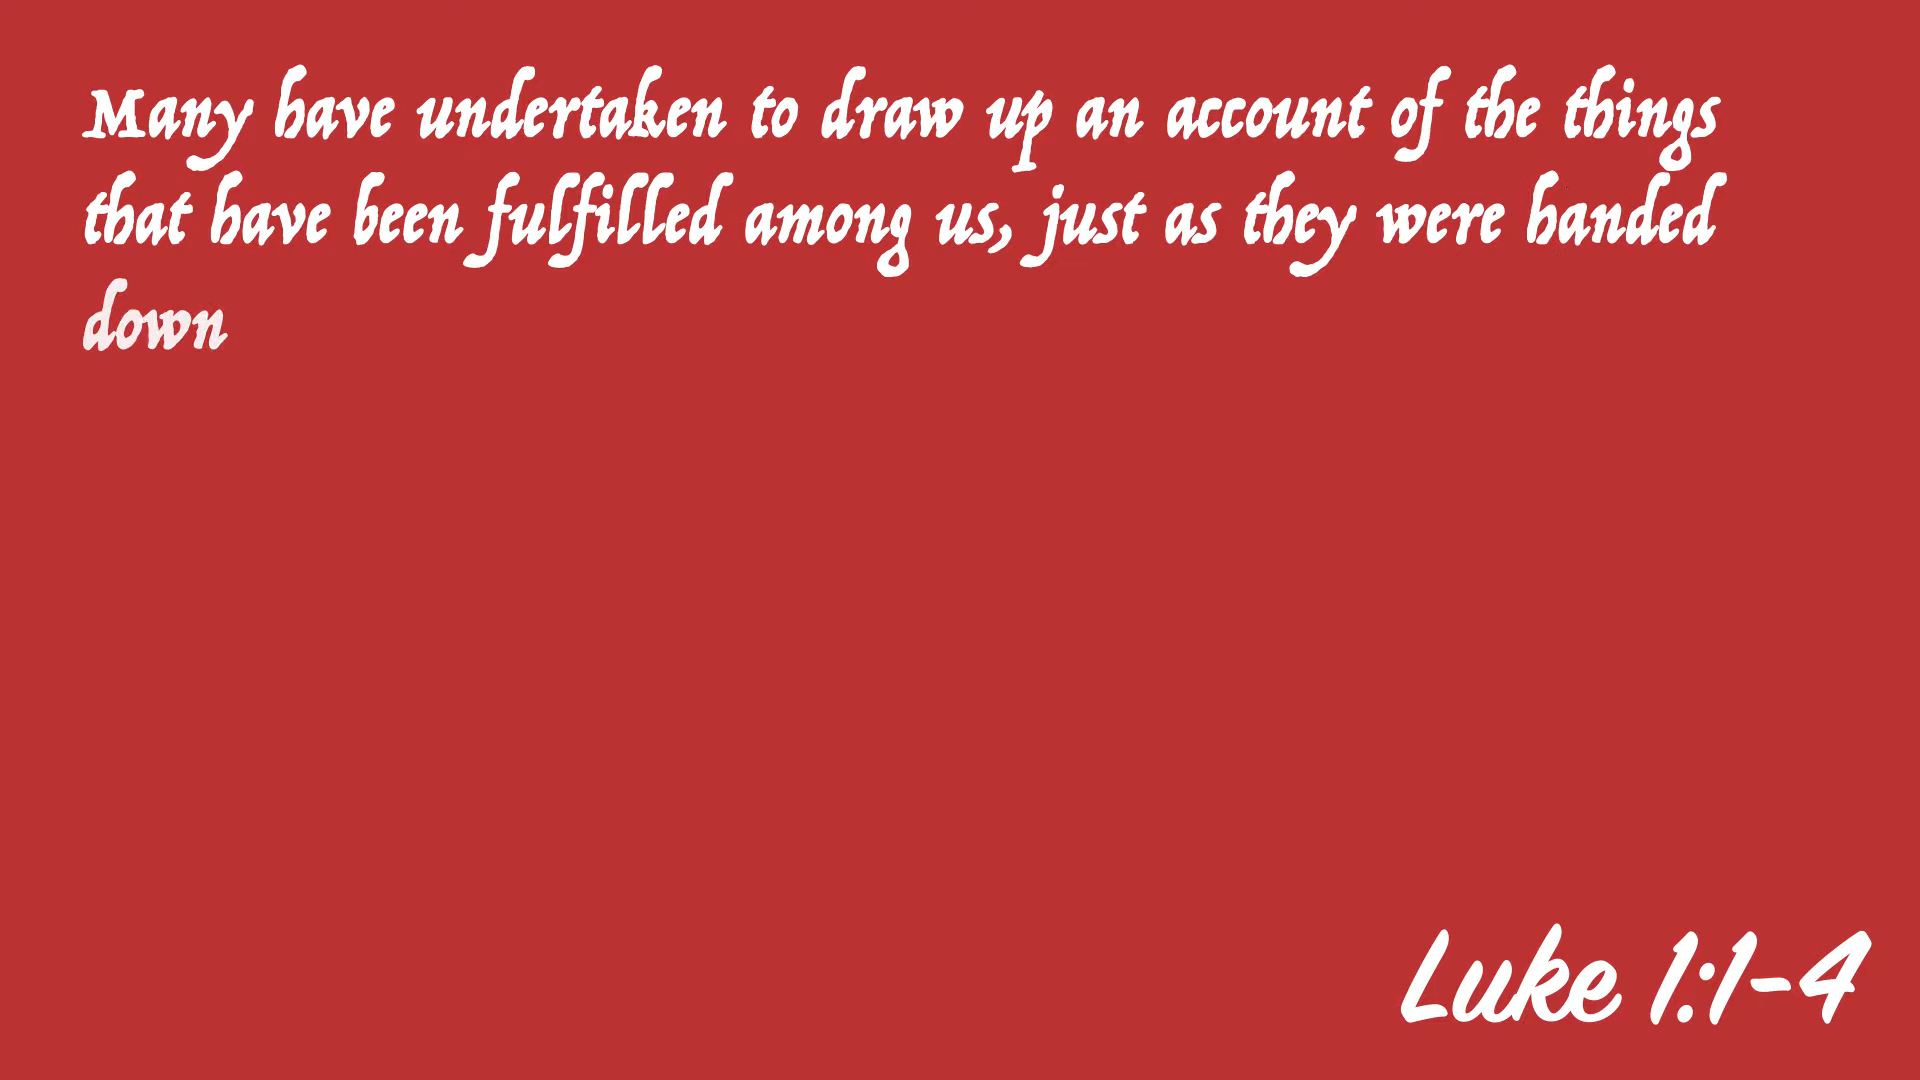 Many have undertaken to draw up an account of the things
that have been fulfilled among us, just as they were handed
down
Luke 1:1-4